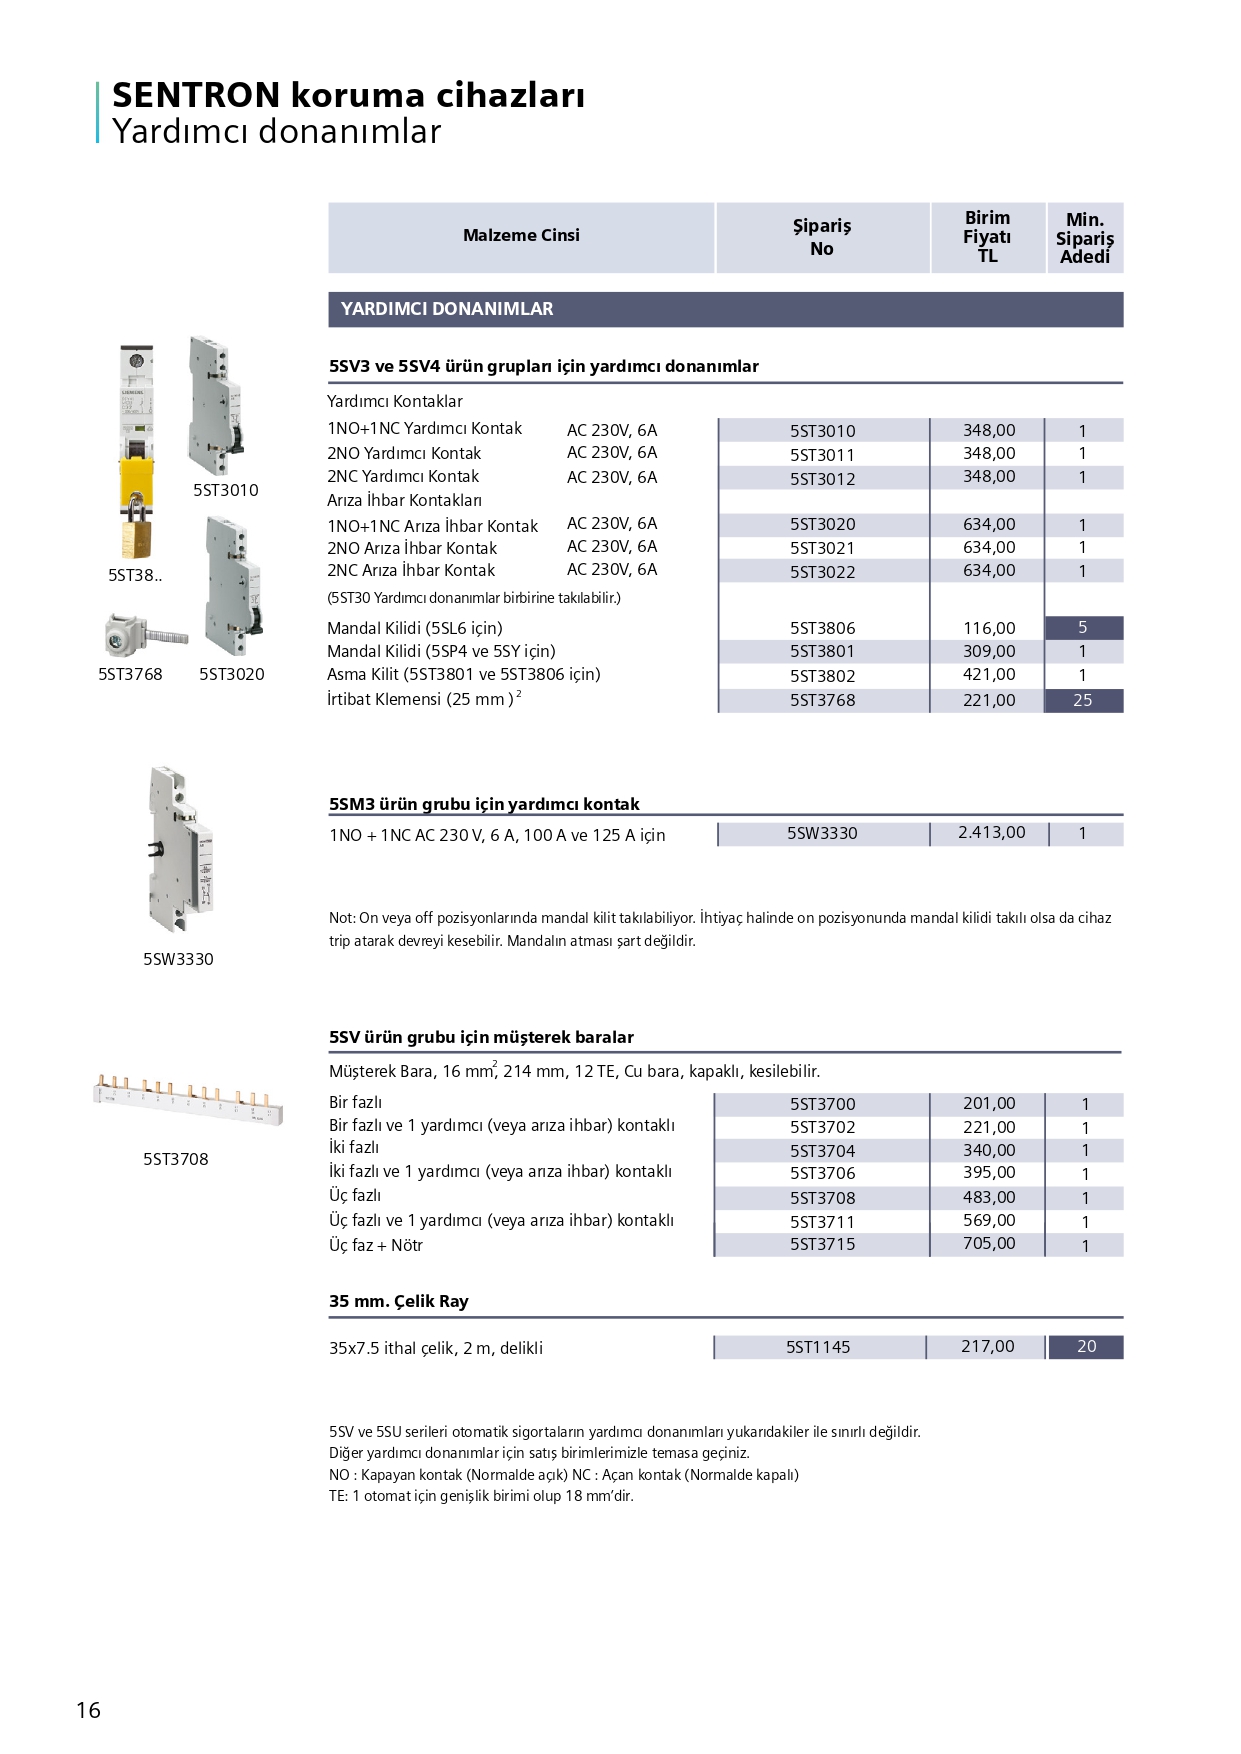 SENTRON koruma cihazları
Yardımcı donanımlar
Malzeme Cinsi
Şipariş
No
Birim
Fiyatı
TL
Min.
Sipariş
Adedi
YARDIMCI DONANIMLAR
5SV3 ve 5SV4 ürün grupları için yardımcı donanımlar
Yardımcı Kontaklar
1NO+1NC Yardımcı Kontak AC 230V, 6A 5ST3010 348,00 1
2NO Yardımcı Kontak AC 230V, 6A 5ST3011 348,00 1
2NC Yardımcı Kontak AC 230V, 6A 5ST3012 348,00 1
Arıza İhbar Kontakları
1NO+1NC Arıza İhbar Kontak AC 230V, 6A 5ST3020 634,00 1
2NO Arıza İhbar Kontak AC 230V, 6A 5ST3021 634,00 1
2NC Arıza İhbar Kontak AC 230V, 6A 5ST3022 634,00 1
(5ST30 Yardımcı donanımlar birbirine takılabilir.)
Mandal Kilidi (5SL6 için) 5ST3806 116,00 5
Mandal Kilidi (5SP4 ve 5SY için) 5ST3801 309,00 1
Asma Kilit (5ST3801 ve 5ST3806 için) 5ST3802 421,00 1
İrtibat Klemensi (25 mm )² 5ST3768 221,00 25
5ST3010
5ST38..
5ST3768 5ST3020
5SM3 ürün grubu için yardımcı kontak
1NO + 1NC AC 230 V, 6 A, 100 A ve 125 A için 5SW3330 2.413,00 1
Not: On veya off pozisyonlarında mandal kilit takılabiliyor. İhtiyaç halinde on pozisyonunda mandal kilidi takılı olsa da cihaz
trip atarak devreyi kesebilir. Mandalın atması şart değildir.
5SW3330
5SV ürün grubu için müşterek baralar
Müşterek Bara, 16 mm², 214 mm, 12 TE, Cu bara, kapaklı, kesilebilir.
Bir fazlı 5ST3700 201,00 1
Bir fazlı ve 1 yardımcı (veya arıza ihbar) kontaklı 5ST3702 221,00 1
İki fazlı 5ST3704 340,00 1
İki fazlı ve 1 yardımcı (veya arıza ihbar) kontaklı 5ST3706 395,00 1
Üç fazlı 5ST3708 483,00 1
Üç fazlı ve 1 yardımcı (veya arıza ihbar) kontaklı 5ST3711 569,00 1
Üç faz + Nötr 5ST3715 705,00 1
5ST3708
35 mm. Çelik Ray
35x7.5 ithal çelik, 2 m, delikli 5ST1145 217,00 20
5SV ve 5SU serileri otomatik sigortaların yardımcı donanımları yukarıdakiler ile sınırlı değildir.
Diğer yardımcı donanımlar için satış birimlerimizle temasa geçiniz.
NO : Kapayan kontak (Normalde açık) NC : Açan kontak (Normalde kapalı)
TE: 1 otomat için genişlik birimi olup 18 mm’dir.
16